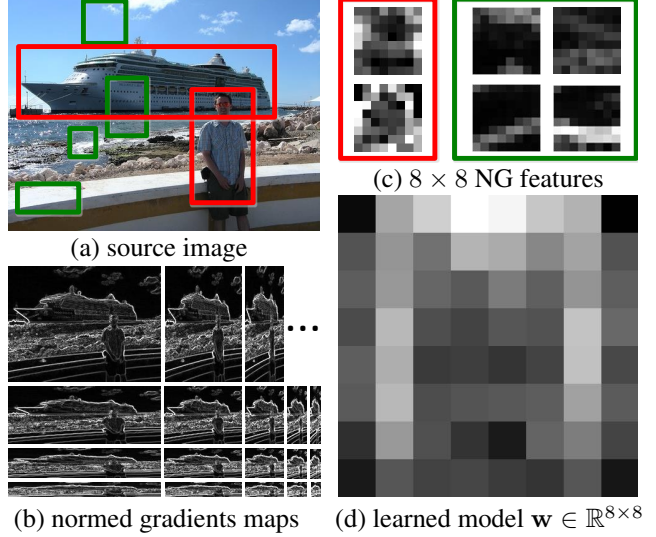 (a) source image
(b) normed gradients maps
(c) 8 × 8 NG features
(d) learned model w ∈ ℝ^{8×8}